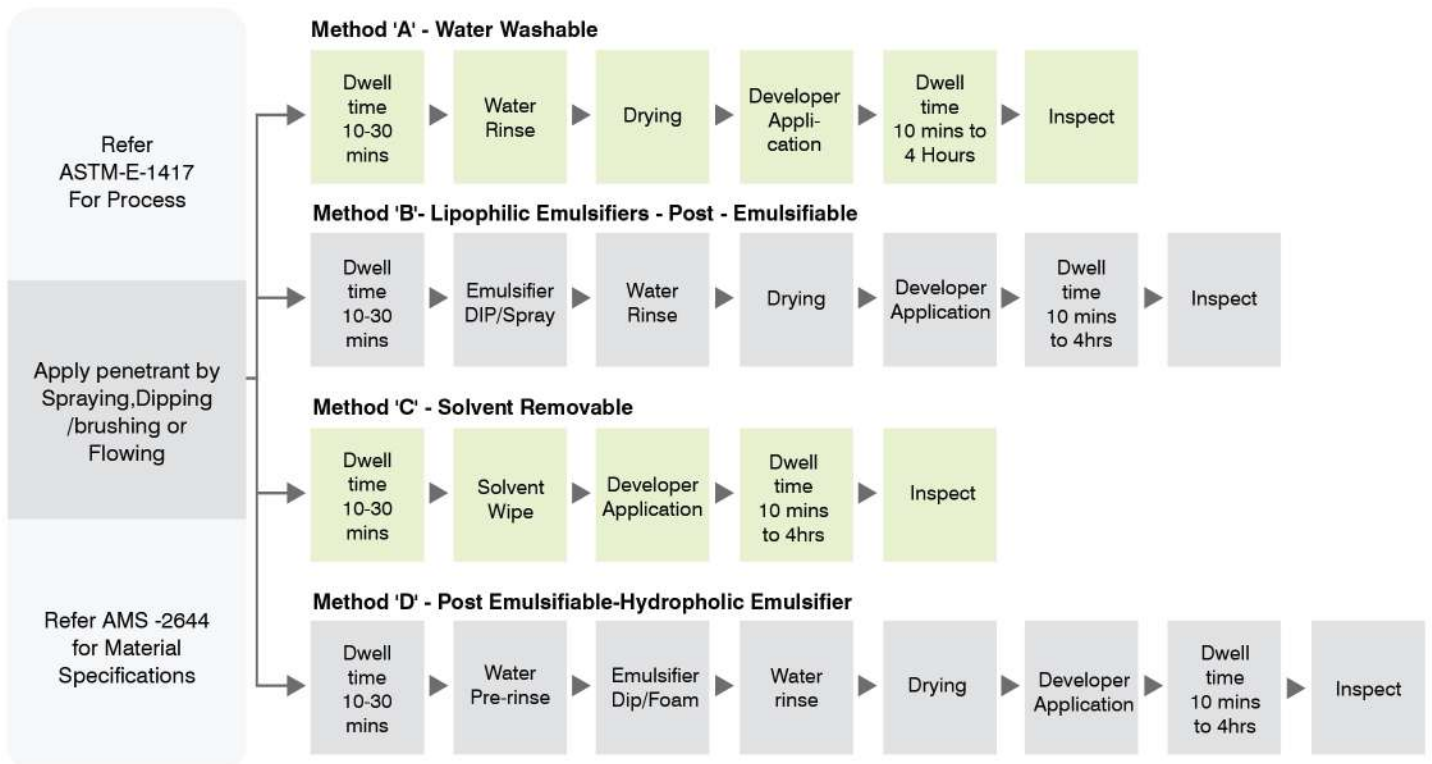 Refer
ASTM-E-1417
For Process
Apply penetrant by
Spraying,Dipping
/brushing or
Flowing
Refer AMS -2644
for Material
Specifications
Method 'A' - Water Washable
Dwell
time
10-30
mins
Water
Rinse
Drying
Developer
Appli-
cation
Dwell
time
10 mins to
4 Hours
Inspect
Method 'B'- Lipophilic Emulsifiers - Post - Emulsifiable
Dwell
time
10-30
mins
Emulsifier
DIP/Spray
Water
Rinse
Drying
Developer
Application
Dwell
time
10 mins
to 4hrs
Inspect
Method 'C' - Solvent Removable
Dwell
time
10-30
mins
Solvent
Wipe
Developer
Application
Dwell
time
10 mins
to 4hrs
Inspect
Method 'D' - Post Emulsifiable-Hydropholic Emulsifier
Dwell
time
10-30
mins
Water
Pre-rinse
Emulsifier
Dip/Foam
Water
rinse
Drying
Developer
Application
Dwell
time
10 mins
to 4hrs
Inspect